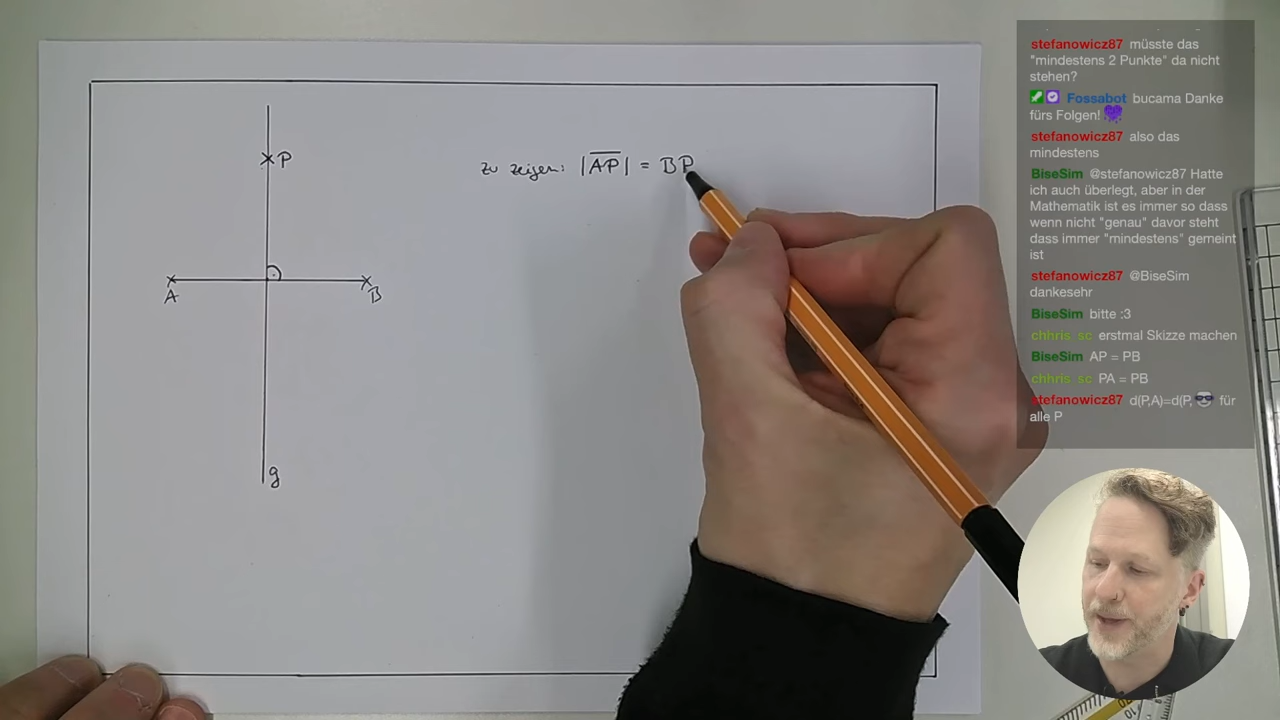 P
zu zeigen: |AP| = BP
A
B
g
stefanowicz87 müsste das
"mindestens 2 Punkte" da nicht
stehen?
Fossabot bucama Danke
fürs Folgen!
stefanowicz87 also das
mindestens
BiseSim @stefanowicz87 Hatte
ich auch überlegt, aber in der
Mathematik ist es immer so dass
wenn nicht "genau" davor steht
dass immer "mindestens" gemeint
ist
stefanowicz87 @BiseSim
dankesehr
BiseSim bitte :3
chhris_sc erstmal Skizze machen
BiseSim AP = PB
chhris_sc PA = PB
stefanowicz87 d(P,A)=d(P,😎 für
alle P